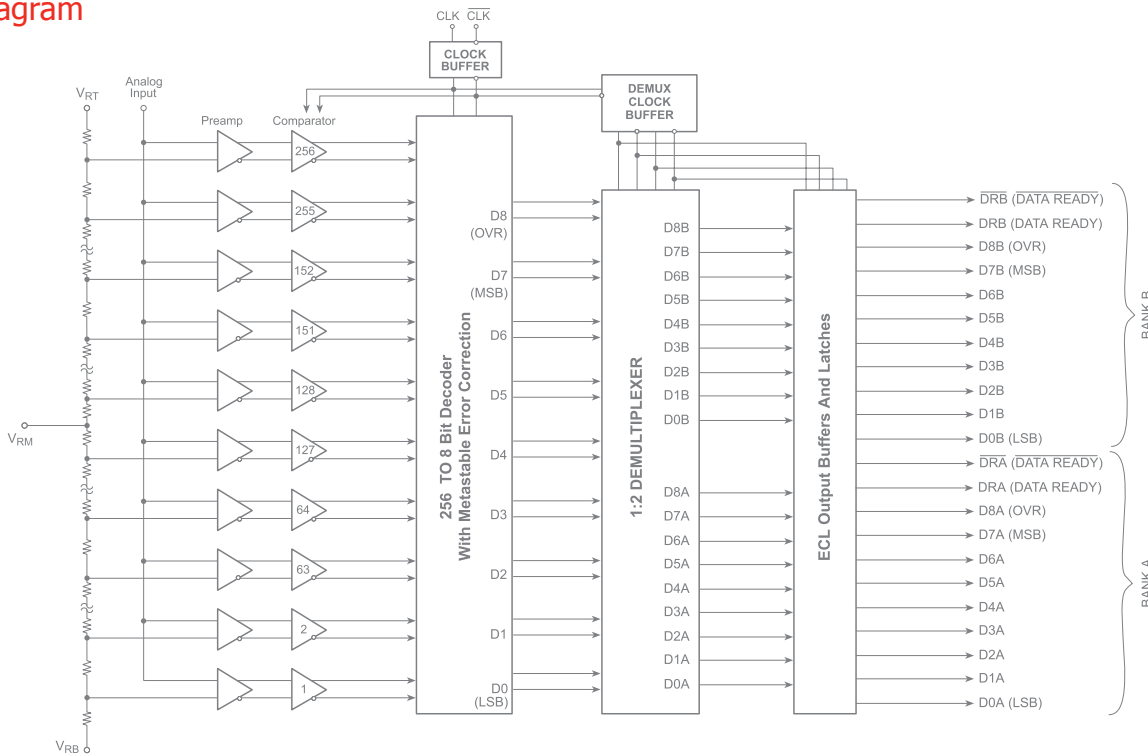 agram
CLK CLK
CLOCK
BUFFER
DEMUX
CLOCK
BUFFER
Analog
Input
VRT
Preamp
Comparator
256
255
152
151
128
127
64
63
2
1
VRM
VRB
256 TO 8 Bit Decoder
With Metastable Error Correction
D8
(OVR)
D7
(MSB)
D6
D5
D4
D3
D2
D1
D0
(LSB)
1:2 DEMULTIPLEXER
D8B
D7B
D6B
D5B
D4B
D3B
D2B
D1B
D0B
D8A
D7A
D6A
D5A
D4A
D3A
D2A
D1A
D0A
ECL Output Buffers And Latches
DRB (DATA READY)
DRB (DATA READY)
D8B (OVR)
D7B (MSB)
D6B
D5B
D4B
D3B
D2B
D1B
D0B (LSB)
BANK B
DRA (DATA READY)
DRA (DATA READY)
D8A (OVR)
D7A (MSB)
D6A
D5A
D4A
D3A
D2A
D1A
D0A (LSB)
BANK A